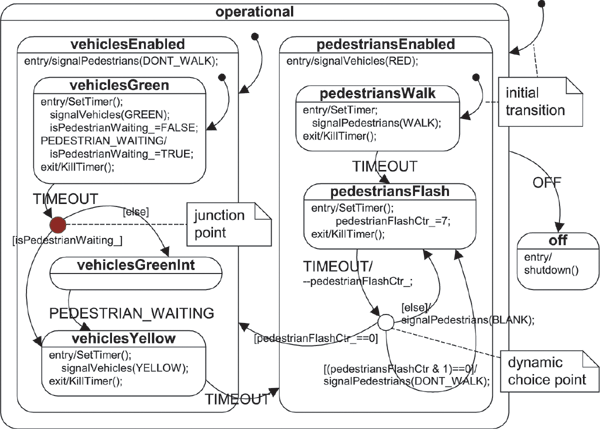 operational
vehiclesEnabled
entry/signalPedestrians(DONT_WALK);
vehiclesGreen
entry/SetTimer();
signalVehicles(GREEN);
isPedestrianWaiting_=FALSE;
PEDESTRIAN_WAITING/
isPedestrianWaiting_=TRUE;
exit/KillTimer();
TIMEOUT
[else]
[isPedestrianWaiting_]
junction
point
vehiclesGreenInt
PEDESTRIAN_WAITING
vehiclesYellow
entry/SetTimer();
signalVehicles(YELLOW);
exit/KillTimer();
TIMEOUT
pedestriansEnabled
entry/signalVehicles(RED);
pedestriansWalk
entry/SetTimer;
signalPedestrians(WALK);
exit/KillTimer();
TIMEOUT
pedestriansFlash
entry/SetTimer();
pedestrianFlashCtr_=7;
exit/KillTimer();
TIMEOUT/
--pedestrianFlashCtr_;
[else]/
signalPedestrians(BLANK);
[pedestrianFlashCtr_==0]
[(pedestriansFlashCtr & 1)==0]/
signalPedestrians(DONT_WALK);
initial
transition
OFF
off
entry/
shutdown()
dynamic
choice point